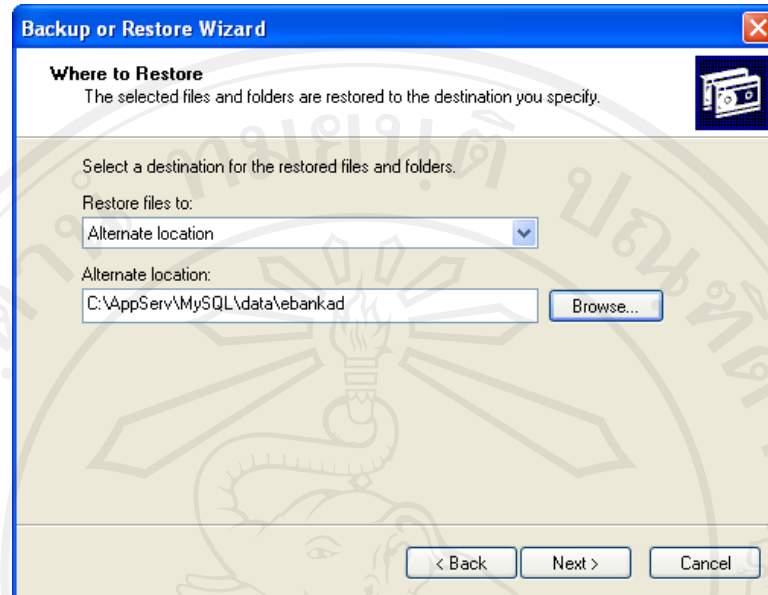 Backup or Restore Wizard
Where to Restore
The selected files and folders are restored to the destination you specify.
Select a destination for the restored files and folders.
Restore files to:
Alternate location
Alternate location:
C:\AppServ\MySQL\data\ebankad
Browse...
< Back
Next >
Cancel